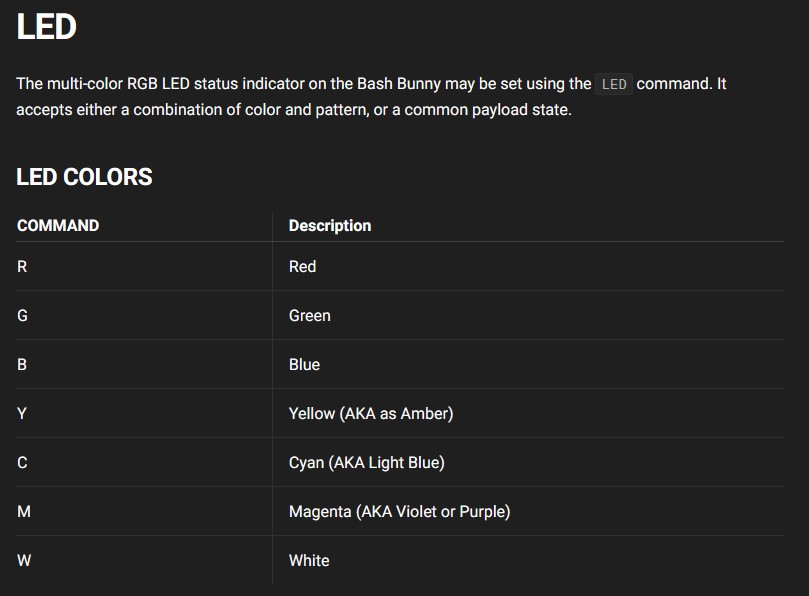 LED
The multi-color RGB LED status indicator on the Bash Bunny may be set using the LED command. It
accepts either a combination of color and pattern, or a common payload state.
LED COLORS
COMMAND Description
R Red
G Green
B Blue
Y Yellow (AKA as Amber)
C Cyan (AKA Light Blue)
M Magenta (AKA Violet or Purple)
W White